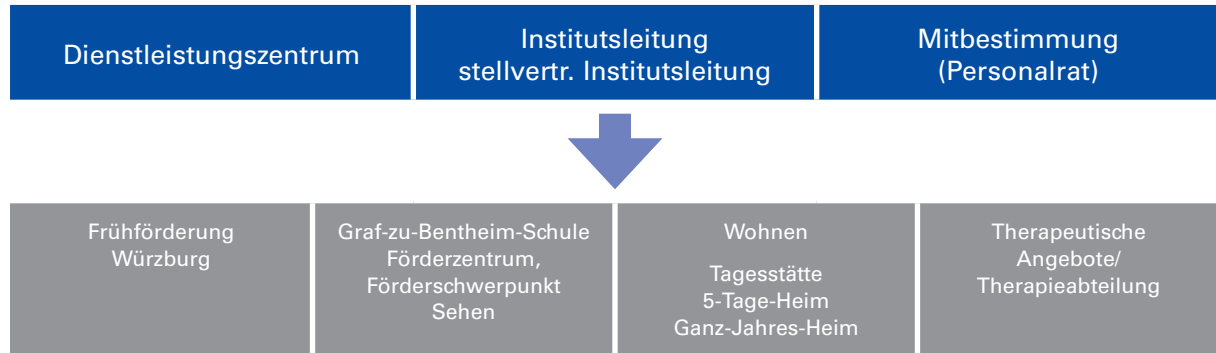 Dienstleistungszentrum
Institutsleitung
stellvertr. Institutsleitung
Mitbestimmung
(Personalrat)
Frühförderung
Würzburg
Graf-zu-Bentheim-Schule
Förderzentrum,
Förderschwerpunkt
Sehen
Wohnen
Tagesstätte
5-Tage-Heim
Ganz-Jahres-Heim
Therapeutische
Angebote/
Therapieabteilung